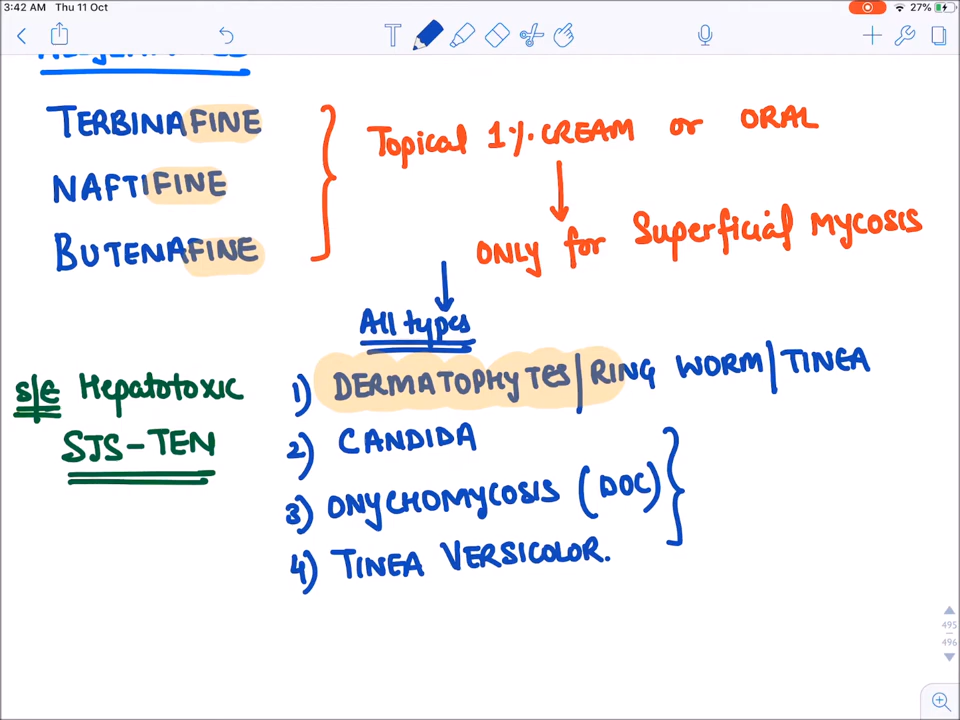 3:42 AM Thu 11 Oct
27%
TERBINAFINE
NAFTIFINE
BUTENAFINE
Topical 1% CREAM or ORAL
ONLY for Superficial MYCOSIS
All types
s/e Hepatotoxic
SJS-TEN
1) DERMATOPHYTES | RING WORM | TINEA
2) CANDIDA
3) ONYCHOMYCOSIS (DOC)
4) TINEA VERSICOLOR.
495
496